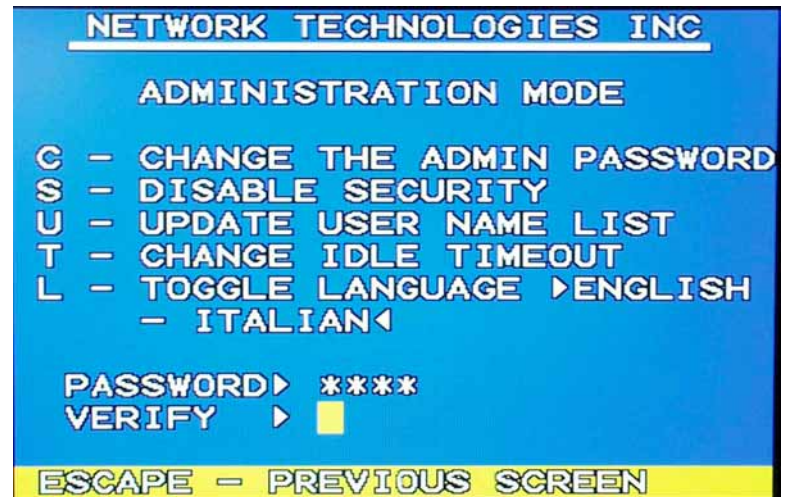 NETWORK TECHNOLOGIES INC
ADMINISTRATION MODE
C – CHANGE THE ADMIN PASSWORD
S – DISABLE SECURITY
U – UPDATE USER NAME LIST
T – CHANGE IDLE TIMEOUT
L – TOGGLE LANGUAGE ▶ENGLISH
– ITALIAN◀
PASSWORD▶ ****
VERIFY ▶
ESCAPE – PREVIOUS SCREEN